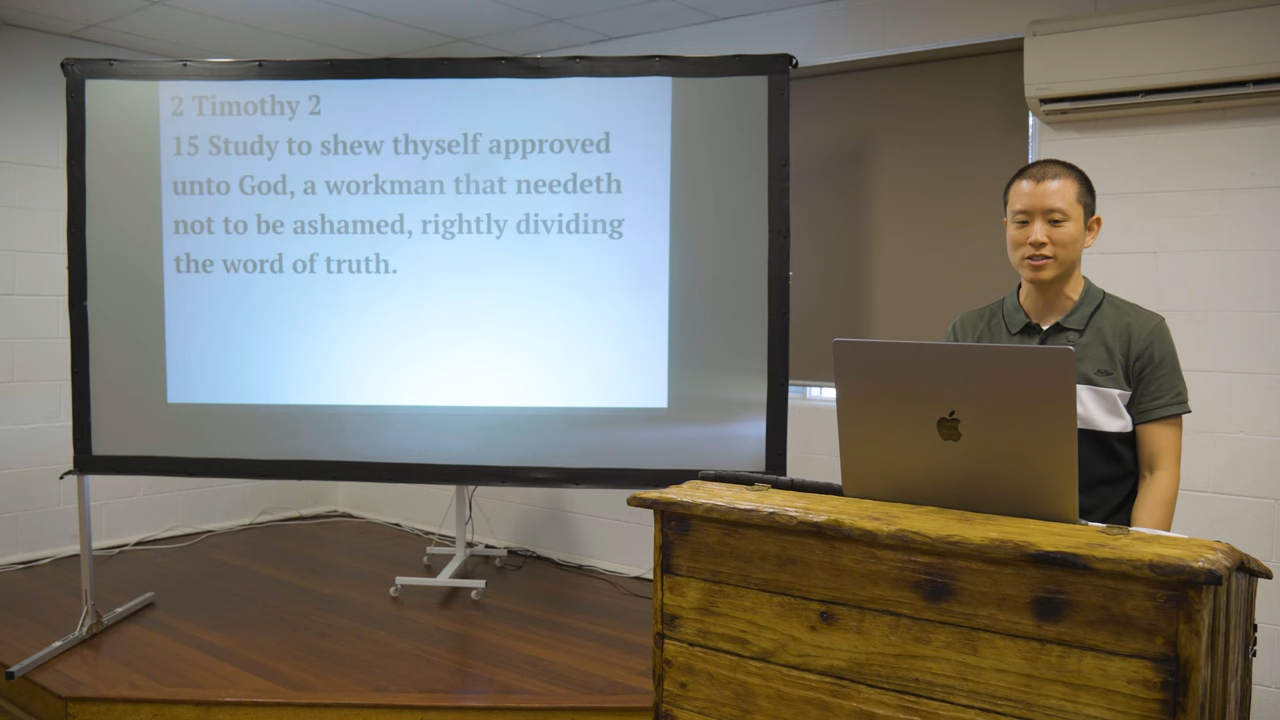 2 Timothy 2
15 Study to shew thyself approved
unto God, a workman that needeth
not to be ashamed, rightly dividing
the word of truth.